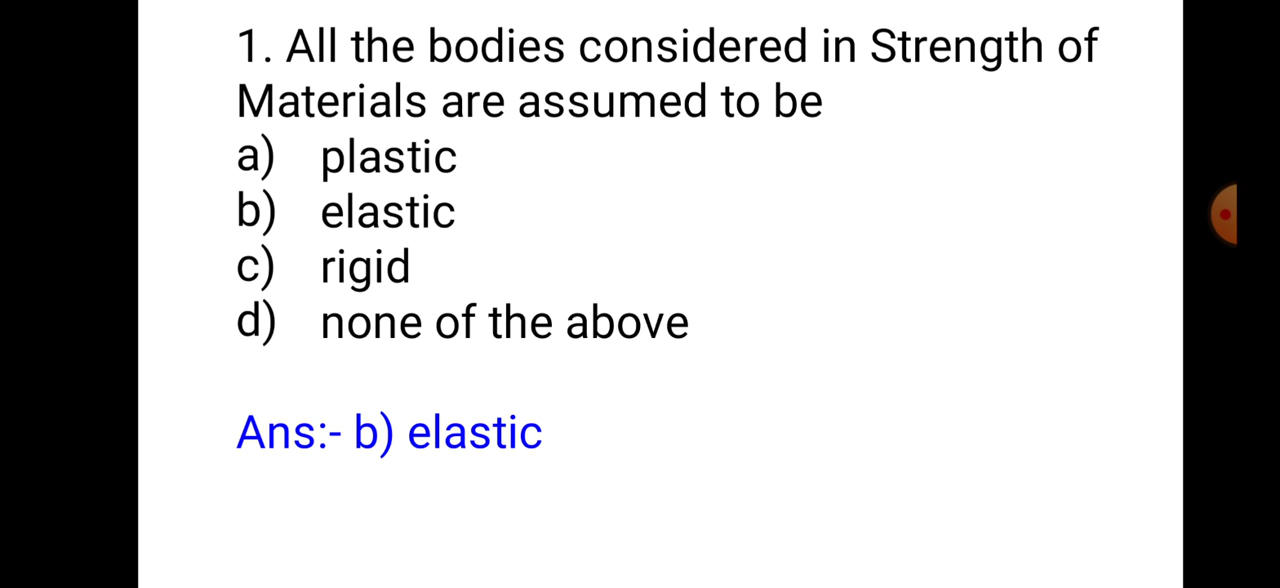 1. All the bodies considered in Strength of
Materials are assumed to be
a) plastic
b) elastic
c) rigid
d) none of the above
Ans:- b) elastic